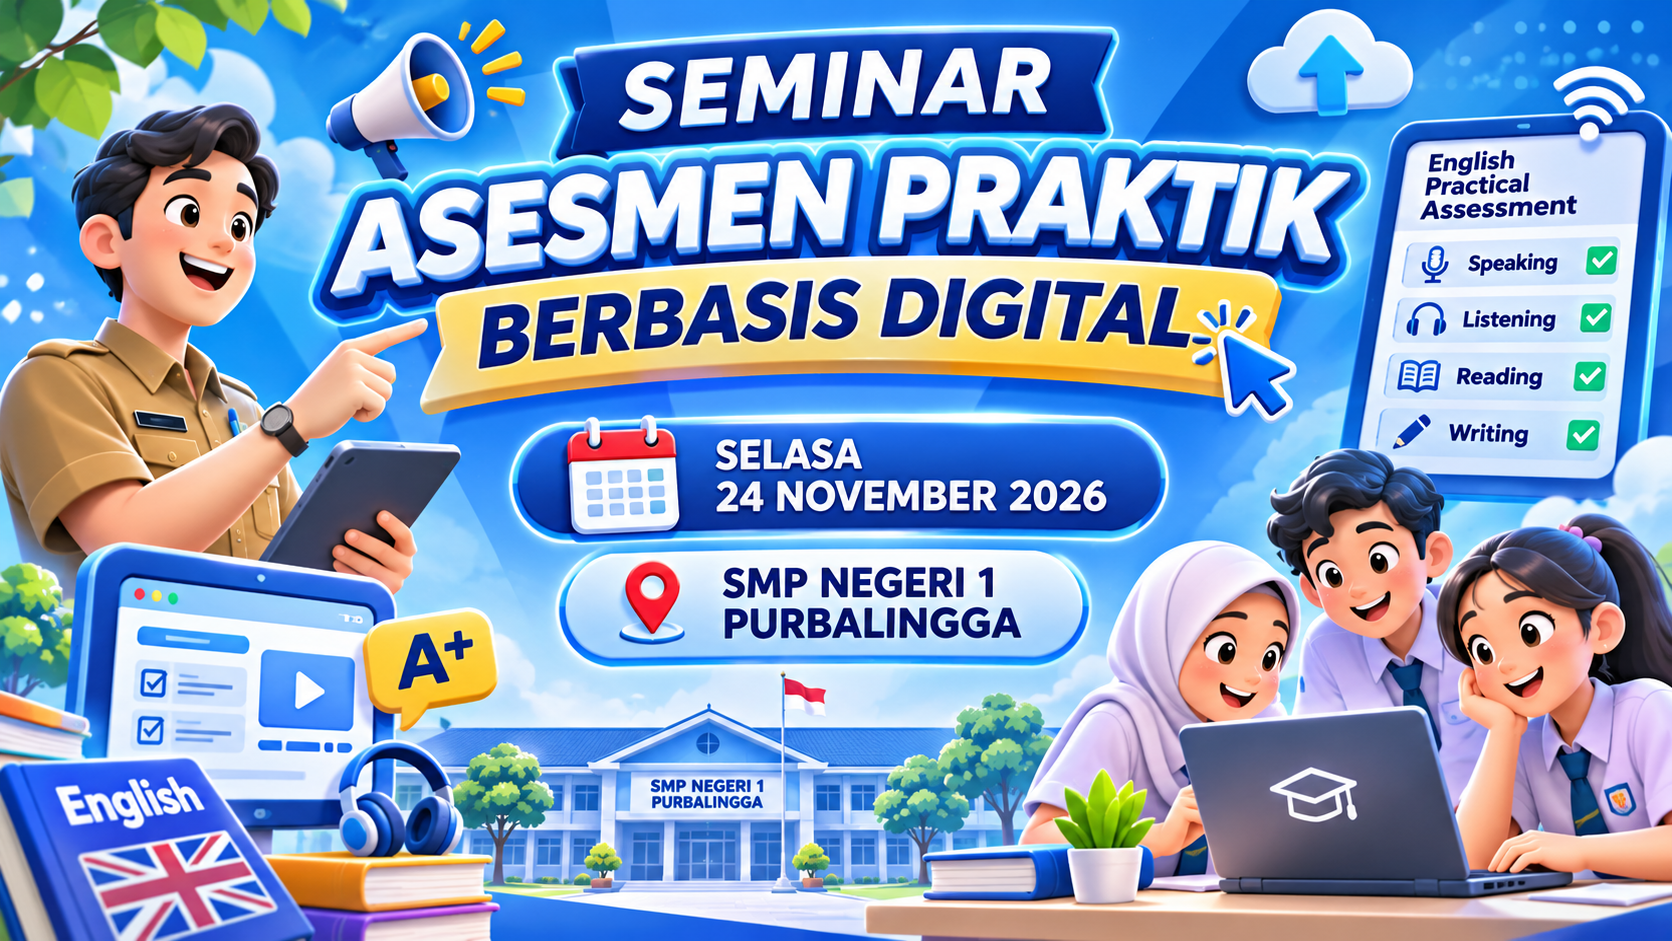 SEMINAR
ASESMEN PRAKTIK
BERBASIS DIGITAL
SELASA
24 NOVEMBER 2026
SMP NEGERI 1
PURBALINGGA
English
Practical
Assessment
Speaking
Listening
Reading
Writing
A+
SMP NEGERI 1
PURBALINGGA
English